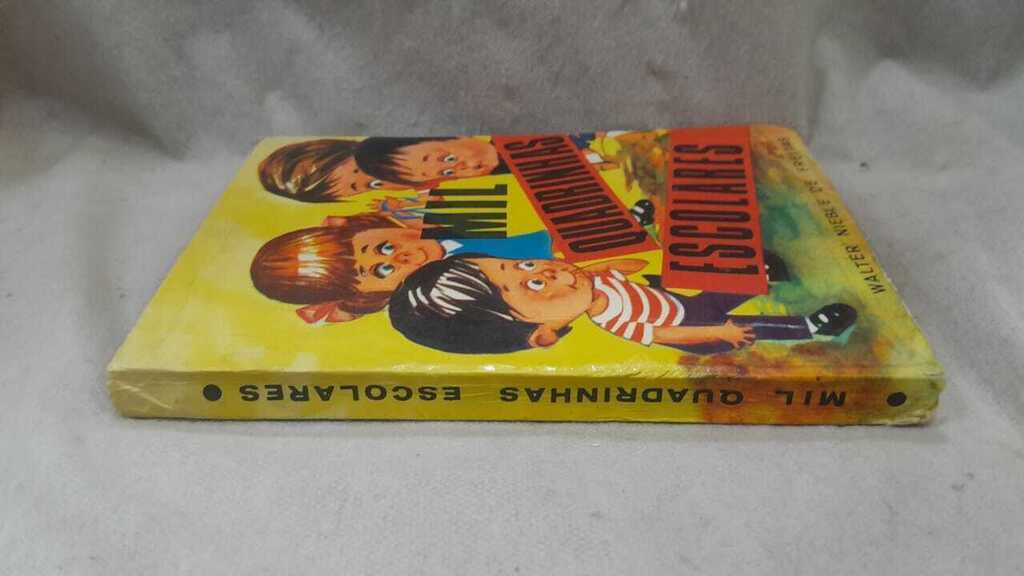 MIL
QUADRINHAS
ESCOLARES
WALTER NIEBLE DE FREITAS
MIL QUADRINHAS ESCOLARES